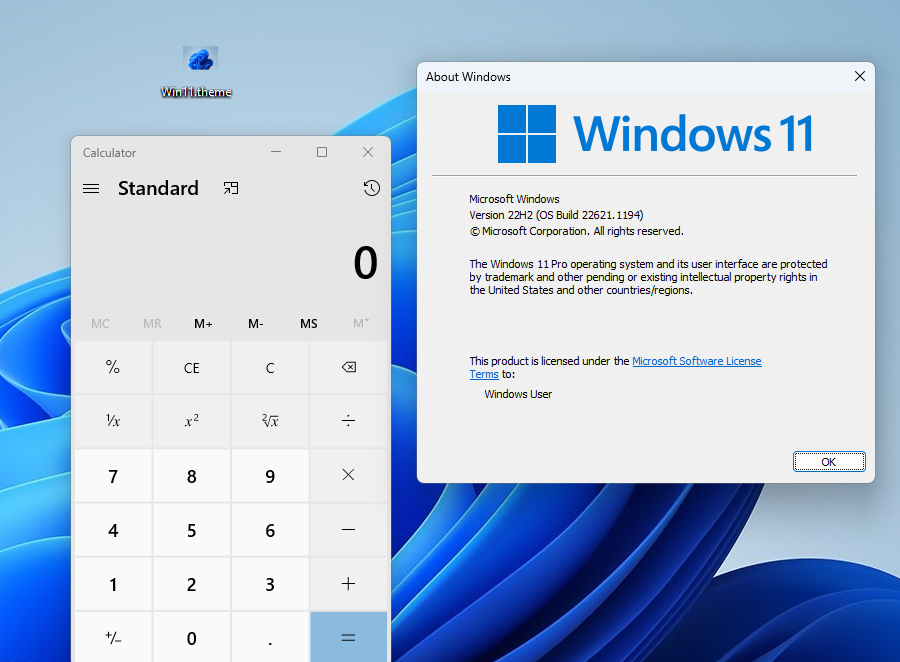 Win11.theme
Calculator
Standard
0
MC MR M+ M- MS M˅
% CE C
¹/x x² ²√x ÷
7 8 9 ×
4 5 6 −
1 2 3 +
+/− 0 . =
About Windows
Windows 11
Microsoft Windows
Version 22H2 (OS Build 22621.1194)
© Microsoft Corporation. All rights reserved.
The Windows 11 Pro operating system and its user interface are protected
by trademark and other pending or existing intellectual property rights in
the United States and other countries/regions.
This product is licensed under the Microsoft Software License
Terms to:
Windows User
OK